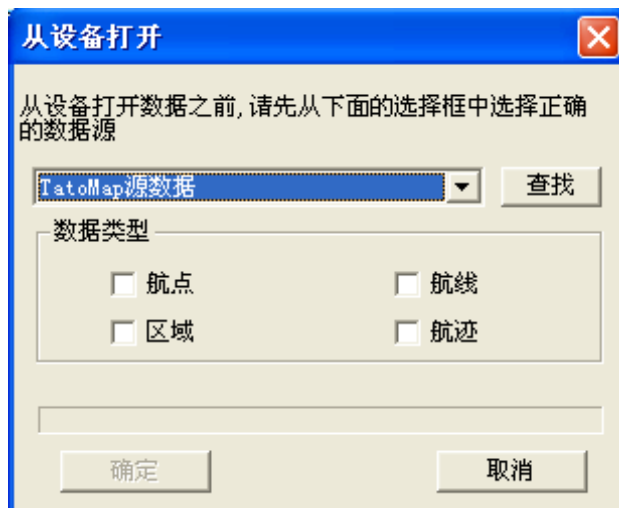 从设备打开
从设备打开数据之前,请先从下面的选择框中选择正确
的数据源
TatoMap源数据
查找
数据类型
航点
航线
区域
航迹
确定
取消